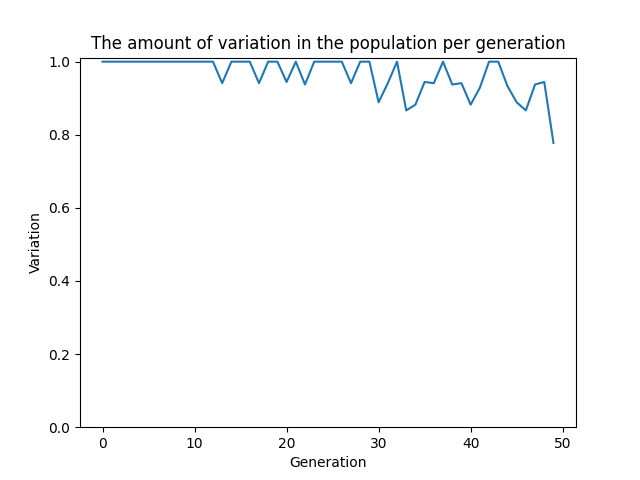 The amount of variation in the population per generation
1.0
0.8
0.6
0.4
0.2
0.0
Variation
0 10 20 30 40 50
Generation